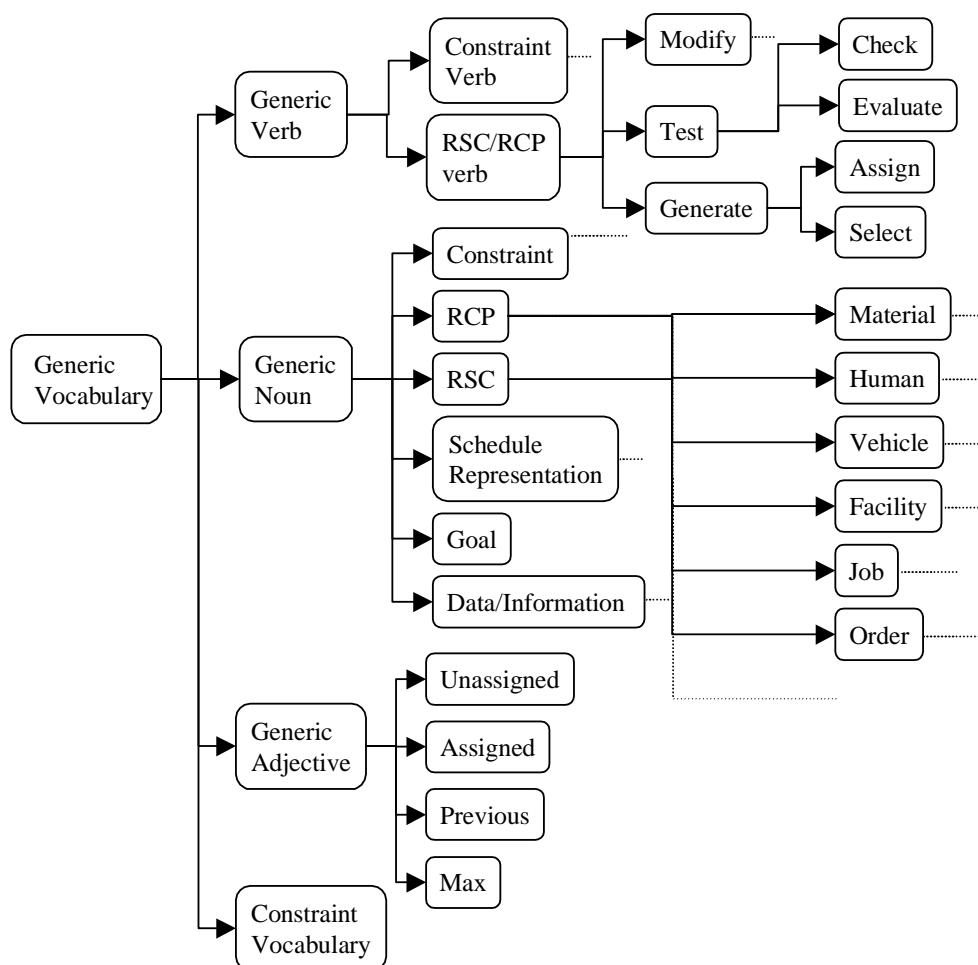 Constraint
Verb
Modify
Check
Generic
Verb
Evaluate
RSC/RCP
verb
Test
Assign
Generate
Select
Constraint
RCP
Material
Generic
Vocabulary
Generic
Noun
RSC
Human
Schedule
Representation
Vehicle
Goal
Facility
Data/Information
Job
Order
Unassigned
Generic
Adjective
Assigned
Previous
Max
Constraint
Vocabulary